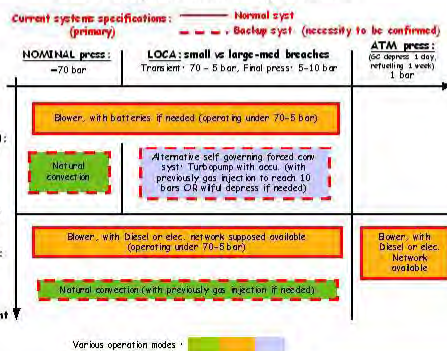 Current systems specifications: Normal syst
(primary) Backup syst (necessity to be confirmed)
NOMINAL press:
~70 bar
LOCA: small vs large-med breaches
Transient: 70 - 5 bar, Final press: 5-10 bar
ATM press:
(GC depress 1 day,
refuelling 1 week)
1 bar
Blower, with batteries if needed (operating under 70-5 bar)
Natural
convection
Alternative self governing forced conv
syst: Turbopump with accu. (with
previously gas injection to reach 10
bars OR wilful depress if needed)
Blower, with Diesel or elec. network supposed available
(operating under 70-5 bar)
Blower, with
Diesel or elec.
Network
available
Natural convection (with previously gas injection if needed)
Various operation modes :